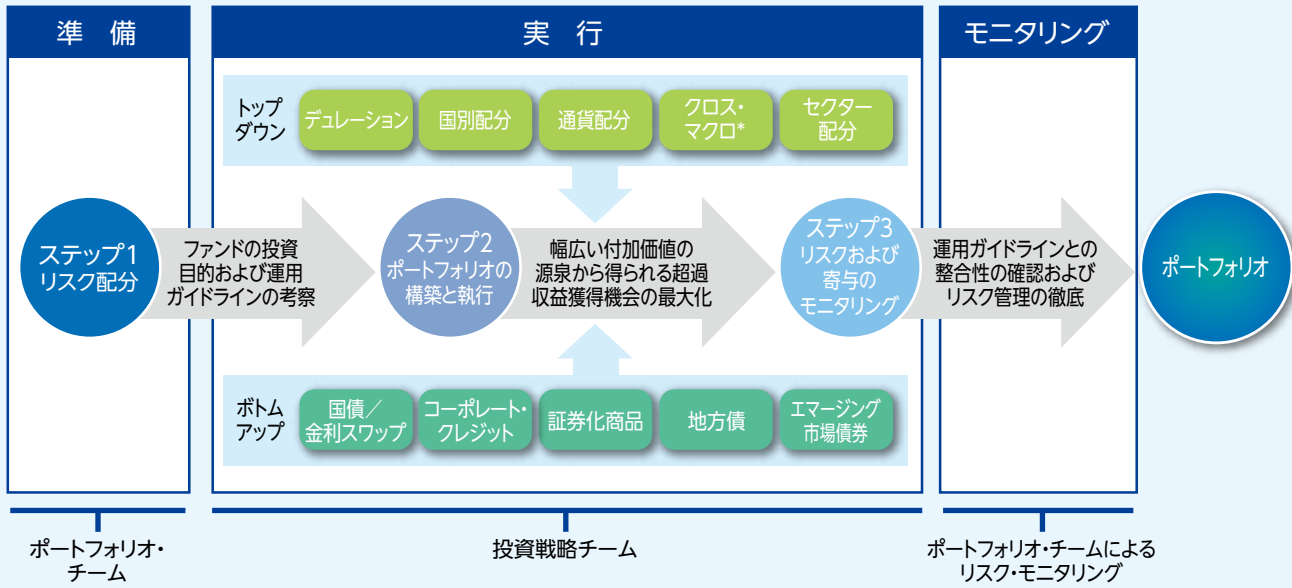 準 備
実 行
モニタリング
トップ
ダウン
デュレーション
国別配分
通貨配分
クロス・
マクロ*
セクター
配分
ステップ1
リスク配分
ファンドの投資
目的および運用
ガイドラインの考察
ステップ2
ポートフォリオの
構築と執行
幅広い付加価値の
源泉から得られる超過
収益獲得機会の最大化
ステップ3
リスクおよび
寄与の
モニタリング
運用ガイドラインとの
整合性の確認および
リスク管理の徹底
ポートフォリオ
ボトム
アップ
国債／
金利スワップ
コーポレート・
クレジット
証券化商品
地方債
エマージング
市場債券
ポートフォリオ・
チーム
投資戦略チーム
ポートフォリオ・チームによる
リスク・モニタリング